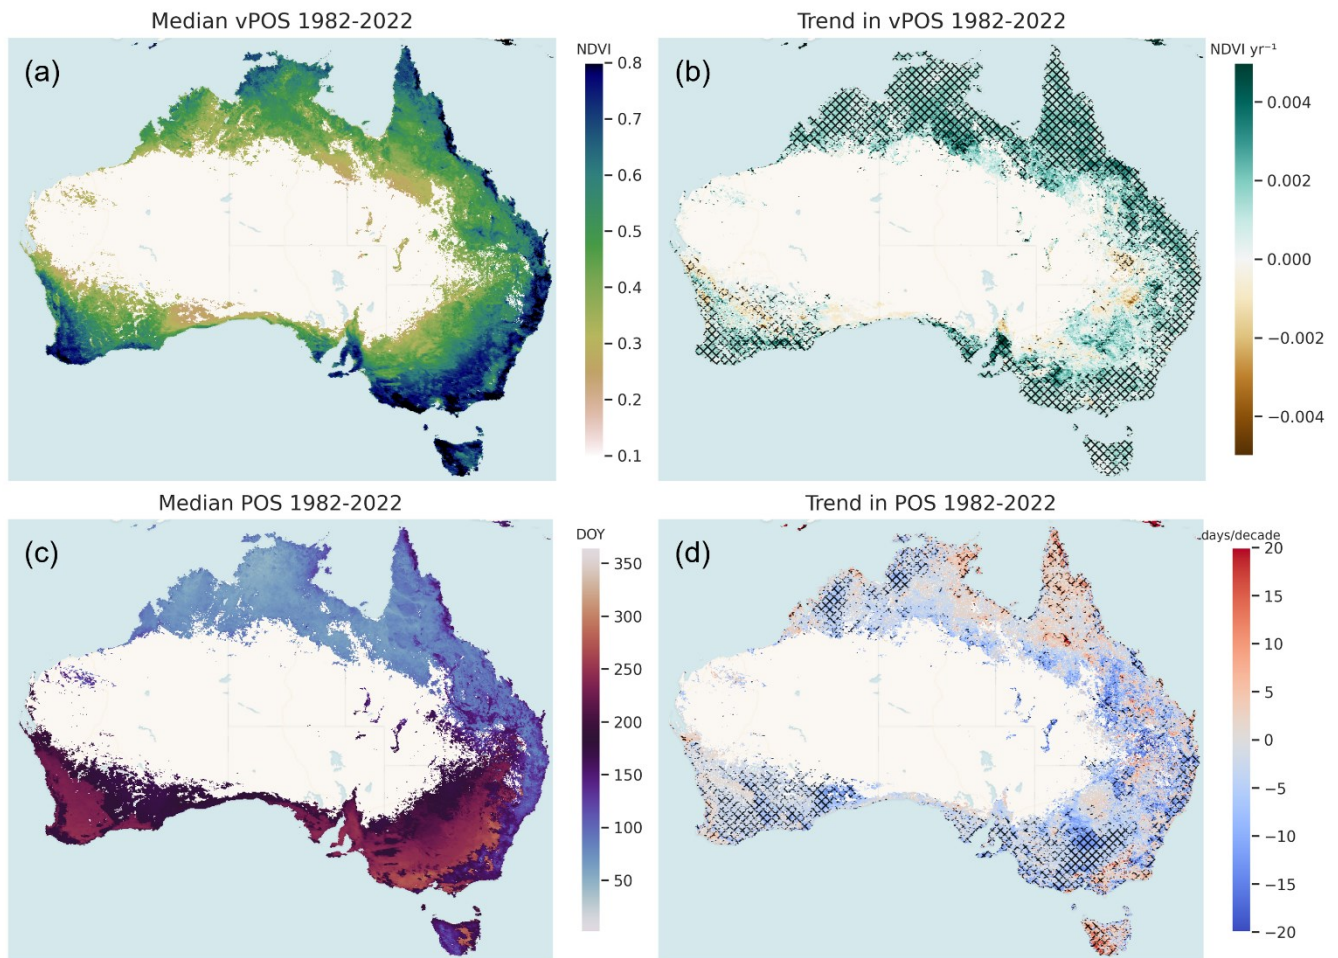 Median vPOS 1982-2022
Trend in vPOS 1982-2022
(a)
NDVI
0.8
0.7
0.6
0.5
0.4
0.3
0.2
0.1
(b)
NDVI yr⁻¹
0.004
0.002
0.000
−0.002
−0.004
Median POS 1982-2022
Trend in POS 1982-2022
(c)
DOY
350
300
250
200
150
100
50
(d)
days/decade
20
15
10
5
0
−5
−10
−15
−20